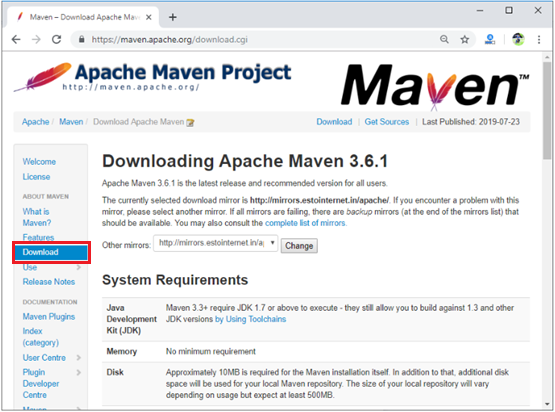 Maven – Download Apache Maven
https://maven.apache.org/download.cgi
Apache Maven Project
http://maven.apache.org/
Maven™
Apache / Maven / Download Apache Maven
Download | Get Sources | Last Published: 2019-07-23
Welcome
License
ABOUT MAVEN
What is
Maven?
Features
Download
Use
Release Notes
DOCUMENTATION
Maven Plugins
Index
(category)
User Centre
Plugin
Developer
Centre
Maven
Downloading Apache Maven 3.6.1
Apache Maven 3.6.1 is the latest release and recommended version for all users.
The currently selected download mirror is http://mirrors.estointernet.in/apache/. If you encounter a problem with this
mirror, please select another mirror. If all mirrors are failing, there are backup mirrors (at the end of the mirrors list) that
should be available. You may also consult the complete list of mirrors.
Other mirrors: http://mirrors.estointernet.in/a Change
System Requirements
Java
Development
Kit (JDK)
Maven 3.3+ require JDK 1.7 or above to execute - they still allow you to build against 1.3 and other
JDK versions by Using Toolchains
Memory
No minimum requirement
Disk
Approximately 10MB is required for the Maven installation itself. In addition to that, additional disk
space will be used for your local Maven repository. The size of your local repository will vary
depending on usage but expect at least 500MB.